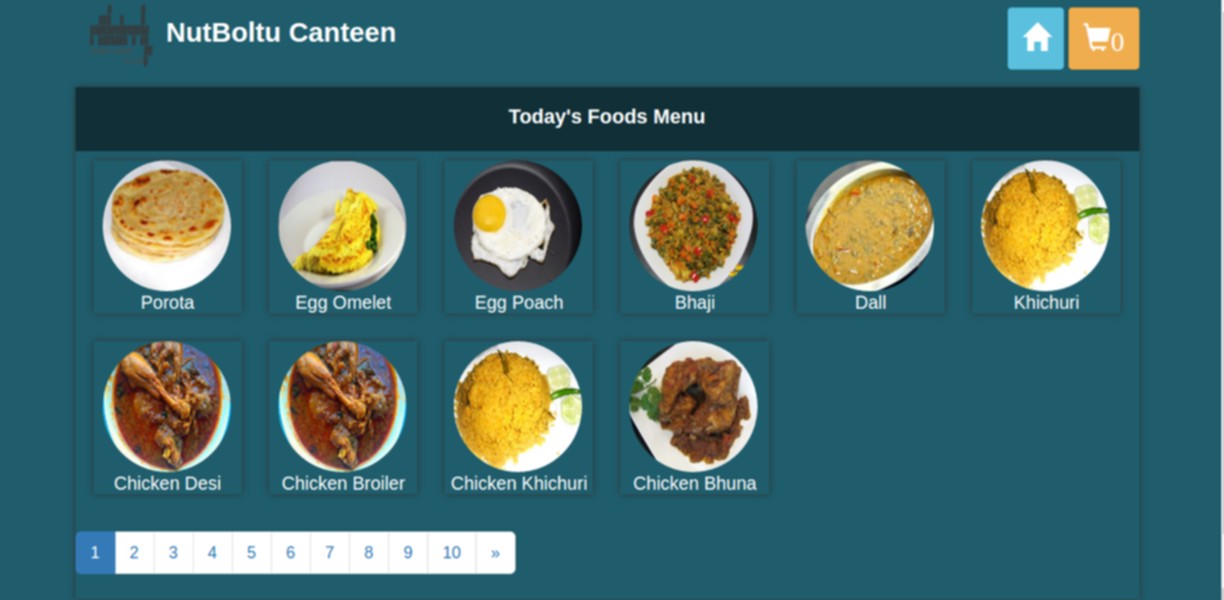 NutBoltu Canteen
0
Today's Foods Menu
Porota Egg Omelet Egg Poach Bhaji Dall Khichuri
Chicken Desi Chicken Broiler Chicken Khichuri Chicken Bhuna
1 2 3 4 5 6 7 8 9 10 »